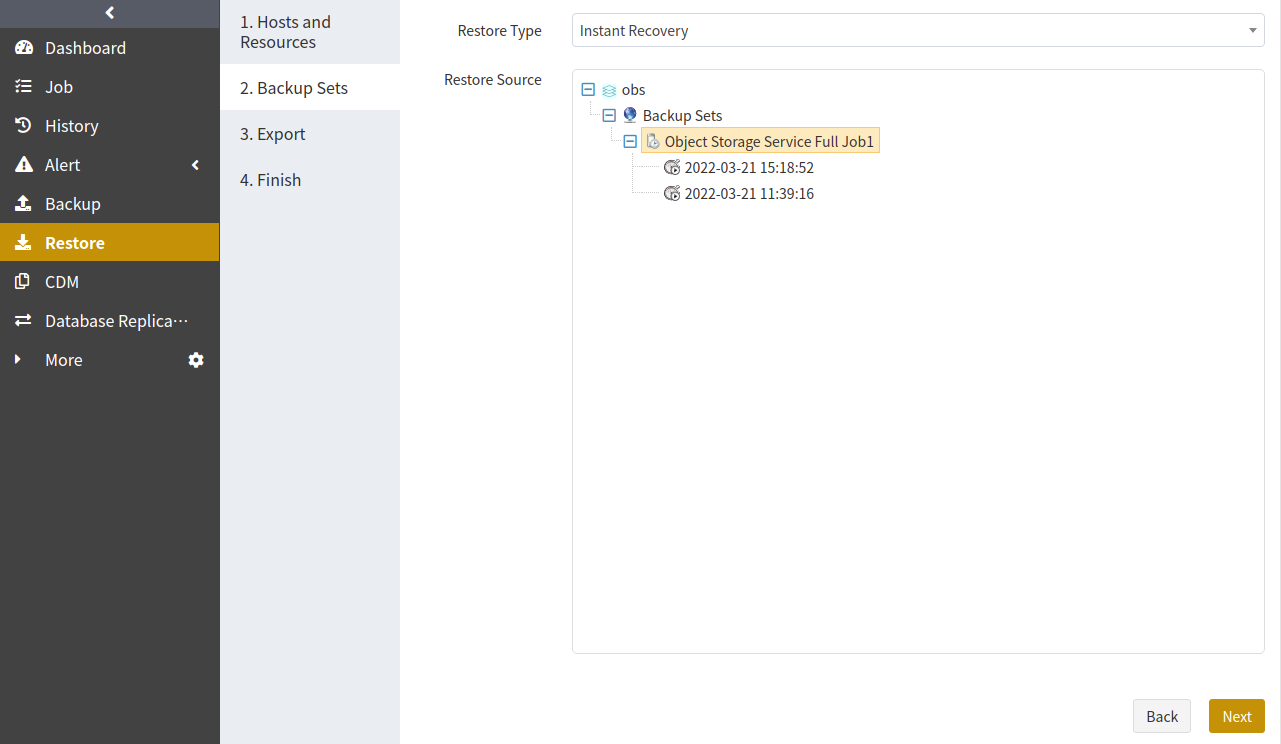 Dashboard
Job
History
Alert
Backup
Restore
CDM
Database Replica···
More
1. Hosts and
Resources
2. Backup Sets
3. Export
4. Finish
Restore Type
Instant Recovery
Restore Source
obs
Backup Sets
Object Storage Service Full Job1
2022-03-21 15:18:52
2022-03-21 11:39:16
Back
Next